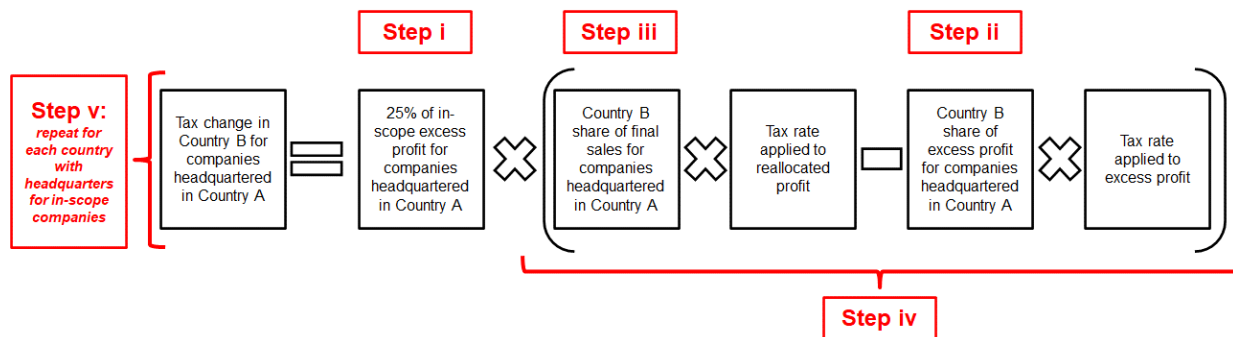 Step i
Step iii
Step ii
Step v:
repeat for
each country
with
headquarters
for in-scope
companies
Tax change in
Country B for
companies
headquartered
in Country A
25% of in-
scope excess
profit for
companies
headquartered
in Country A
Country B
share of final
sales for
companies
headquartered
in Country A
Tax rate
applied to
reallocated
profit
Country B
share of
excess profit
for companies
headquartered
in Country A
Tax rate
applied to
excess profit
Step iv